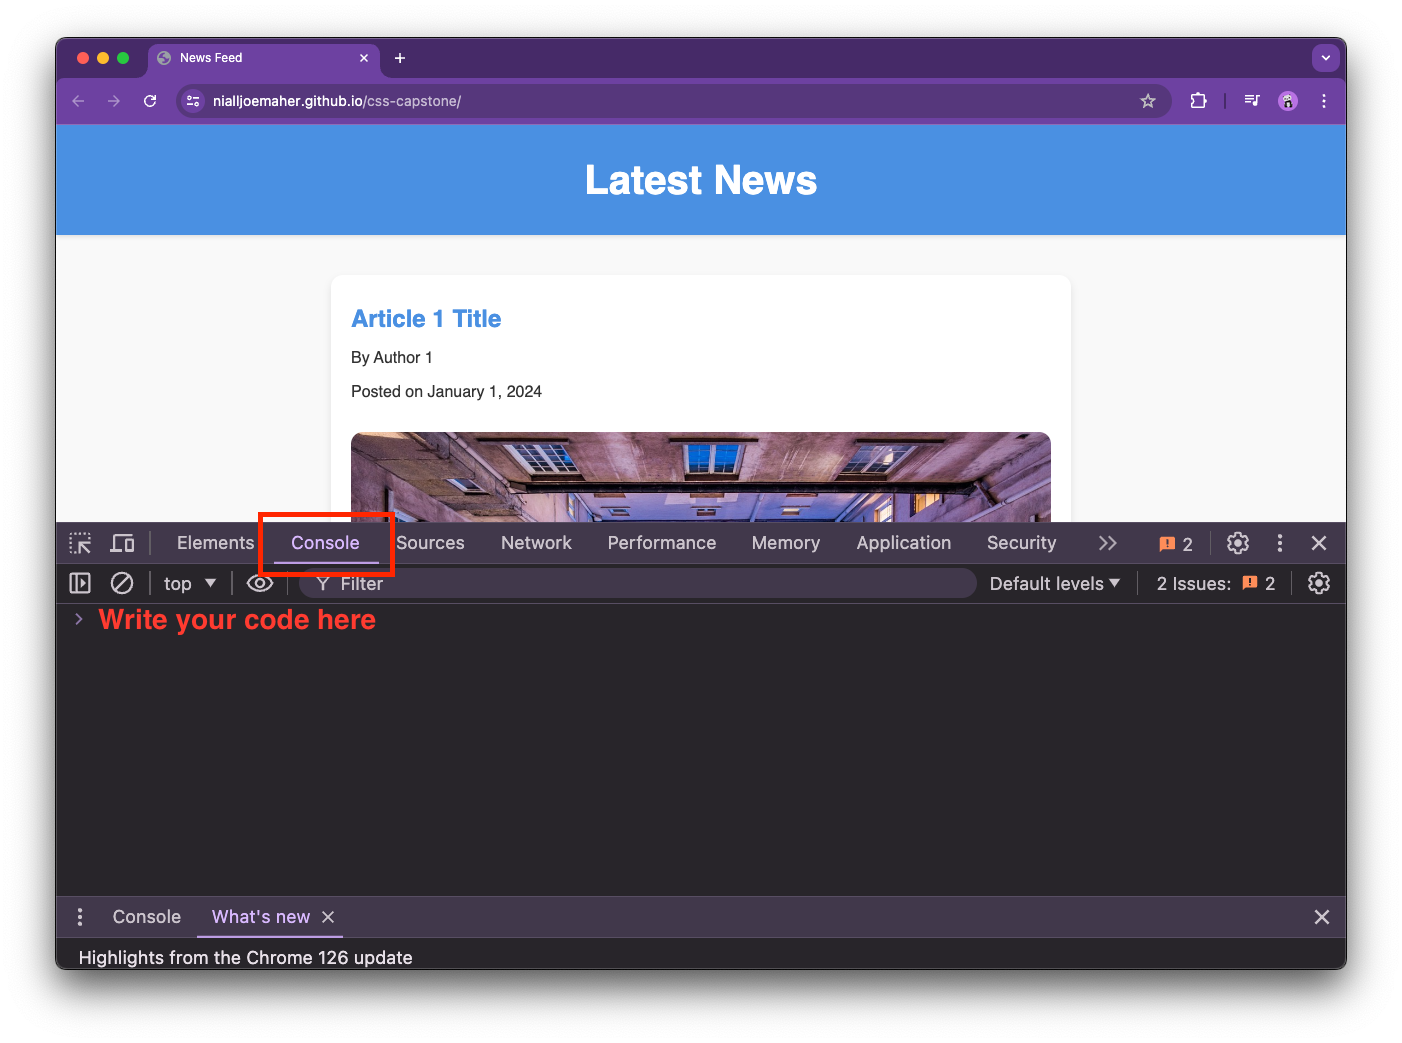 News Feed
nialljoemaher.github.io/css-capstone/
Latest News
Article 1 Title
By Author 1
Posted on January 1, 2024
Elements Console Sources Network Performance Memory Application Security 2
top Filter Default levels 2 Issues: 2
Write your code here
Console What's new
Highlights from the Chrome 126 update